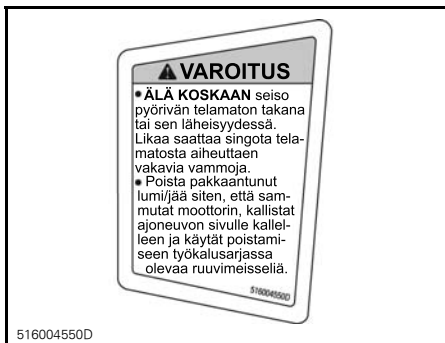 VAROITUS
• ÄLÄ KOSKAAN seiso
pyörivän telamaton takana
tai sen läheisyydessä.
Likaa saattaa singota tela-
matosta aiheuttaen
vakavia vammoja.
• Poista pakkaantunut
lumi/jää siten, että sam-
mutat moottorin, kallistat
ajoneuvon sivulle kallel-
leen ja käytät poistami-
seen työkalusarjassa
olevaa ruuvimeisseliä.
516004550D
516004550D